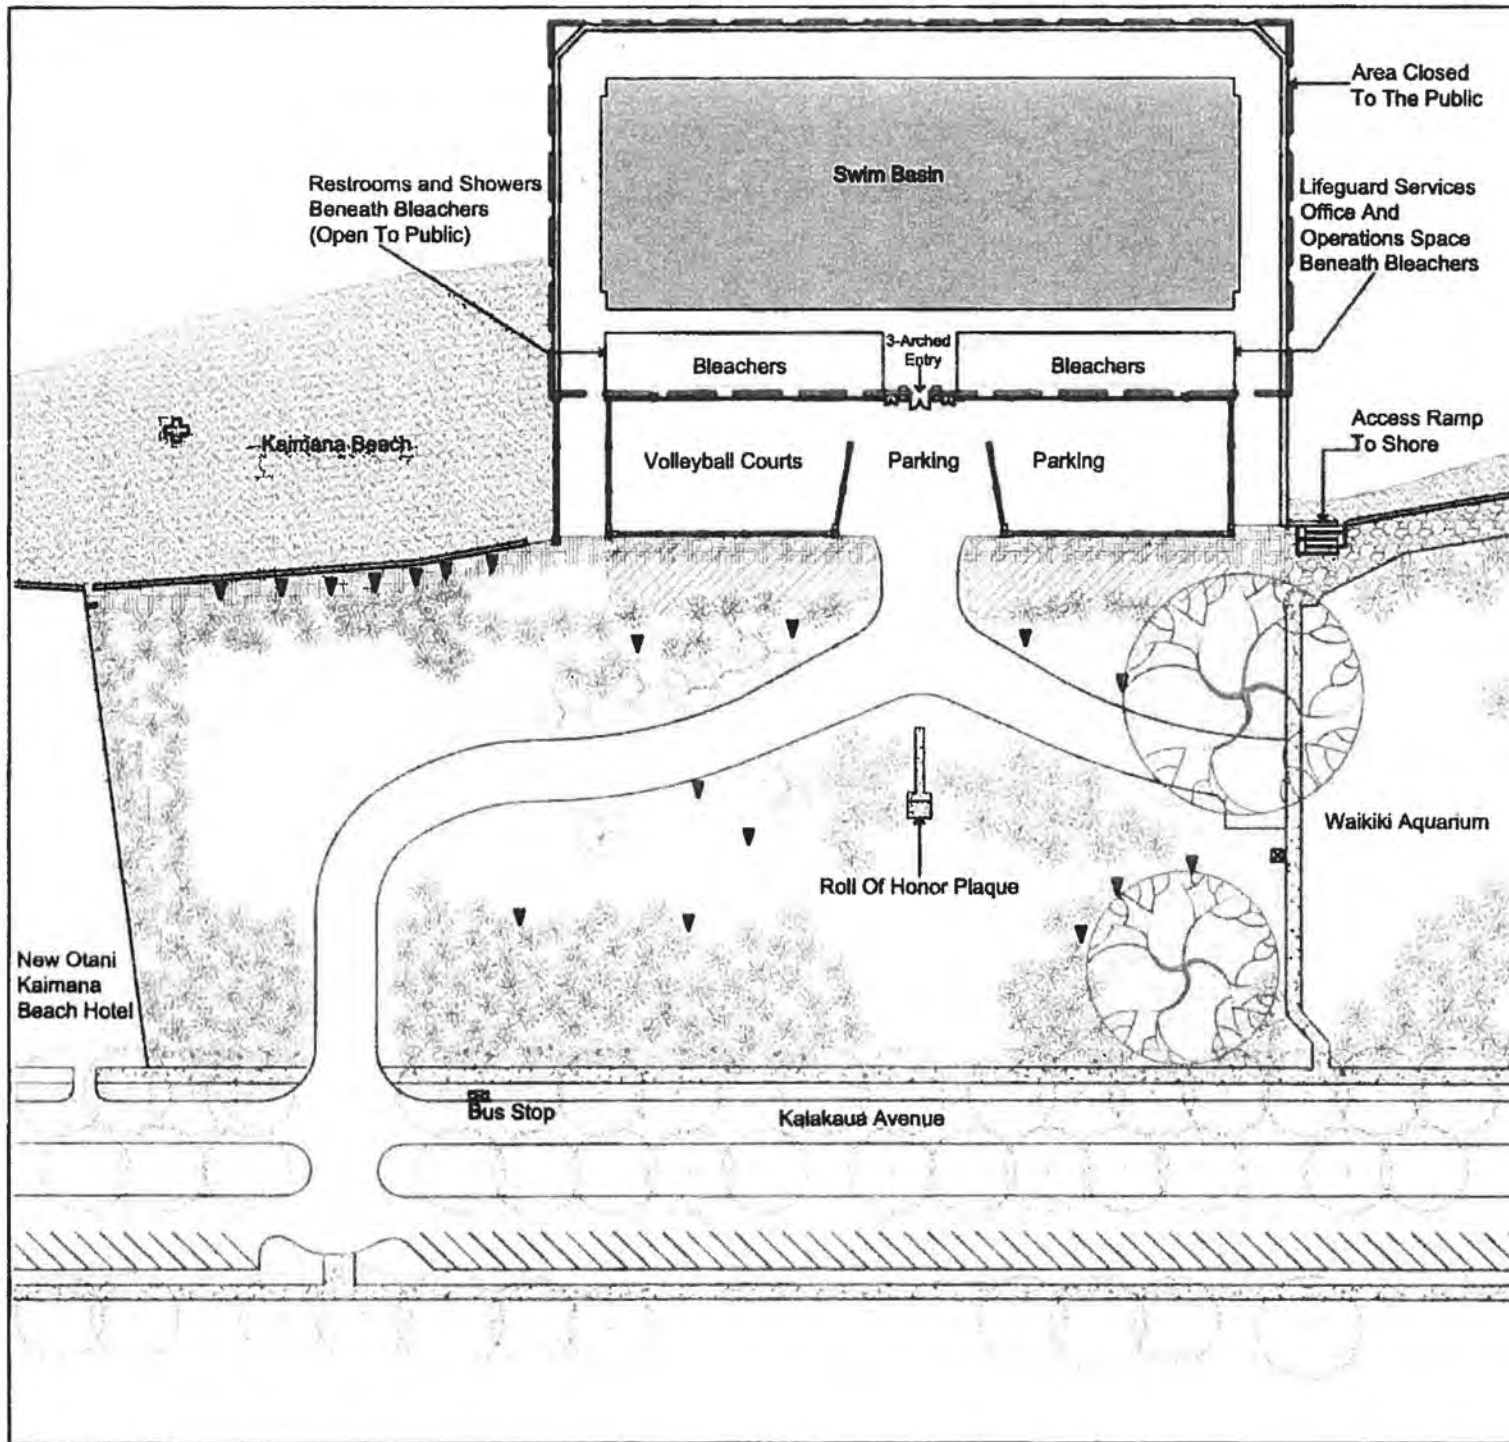 Area Closed
To The Public
Swim Basin
Restrooms and Showers
Beneath Bleachers
(Open To Public)
Lifeguard Services
Office And
Operations Space
Beneath Bleachers
3-Arched
Entry
Bleachers
Bleachers
Access Ramp
To Shore
Kaimana Beach
Volleyball Courts
Parking
Parking
Waikiki Aquarium
Roll Of Honor Plaque
New Otani
Kaimana
Beach Hotel
Bus Stop
Kalakaua Avenue